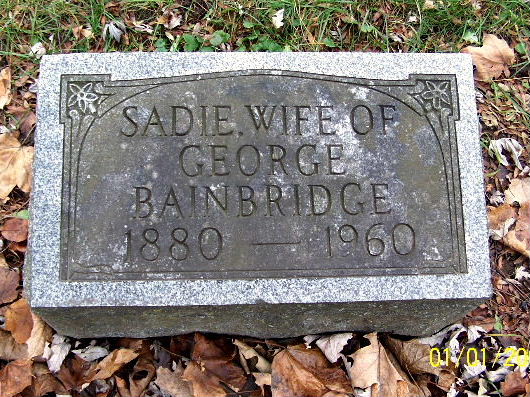 SADIE, WIFE OF
GEORGE
BAINBRIDGE
1880 — 1960